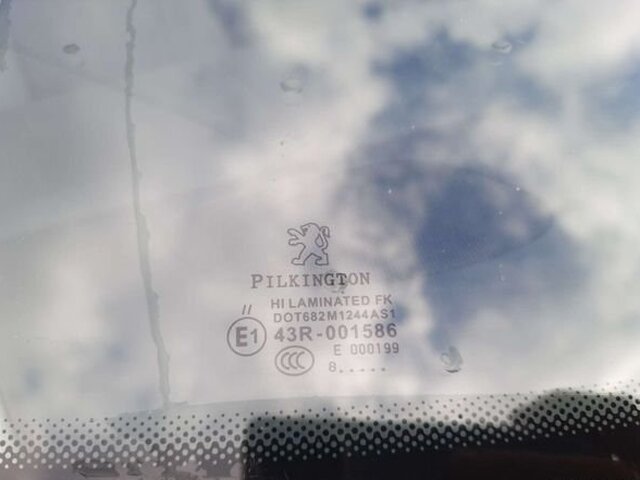 PILKINGTON
HI LAMINATED FK
DOT682M1244AS1
II
E1 43R-001586
E 000199
CCC
8.....